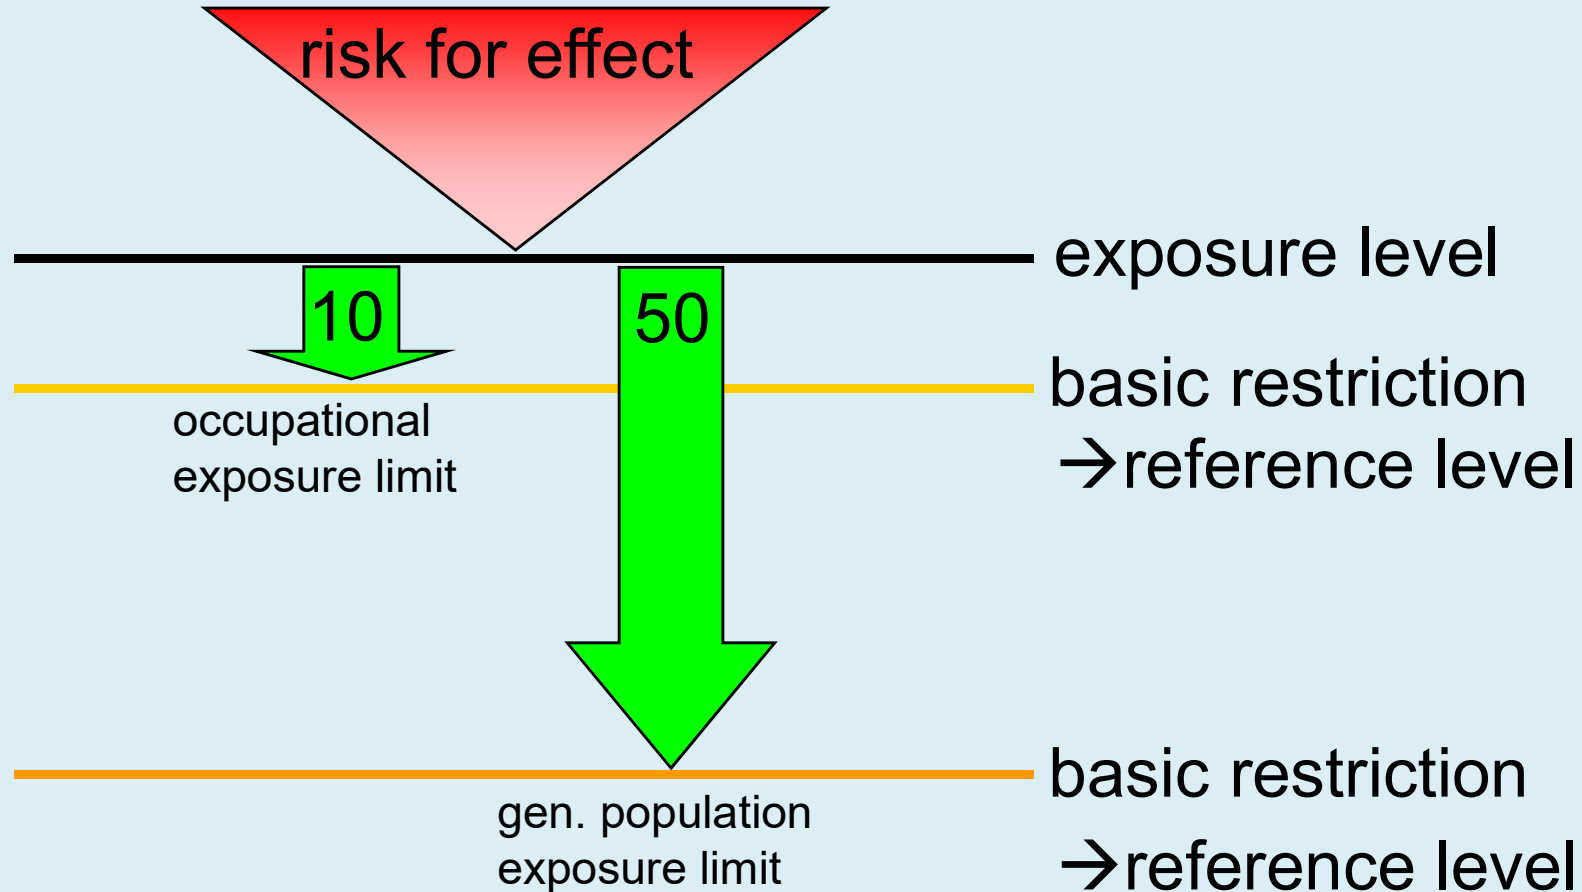 risk for effect
exposure level
10
50
basic restriction
→reference level
occupational
exposure limit
basic restriction
→reference level
gen. population
exposure limit